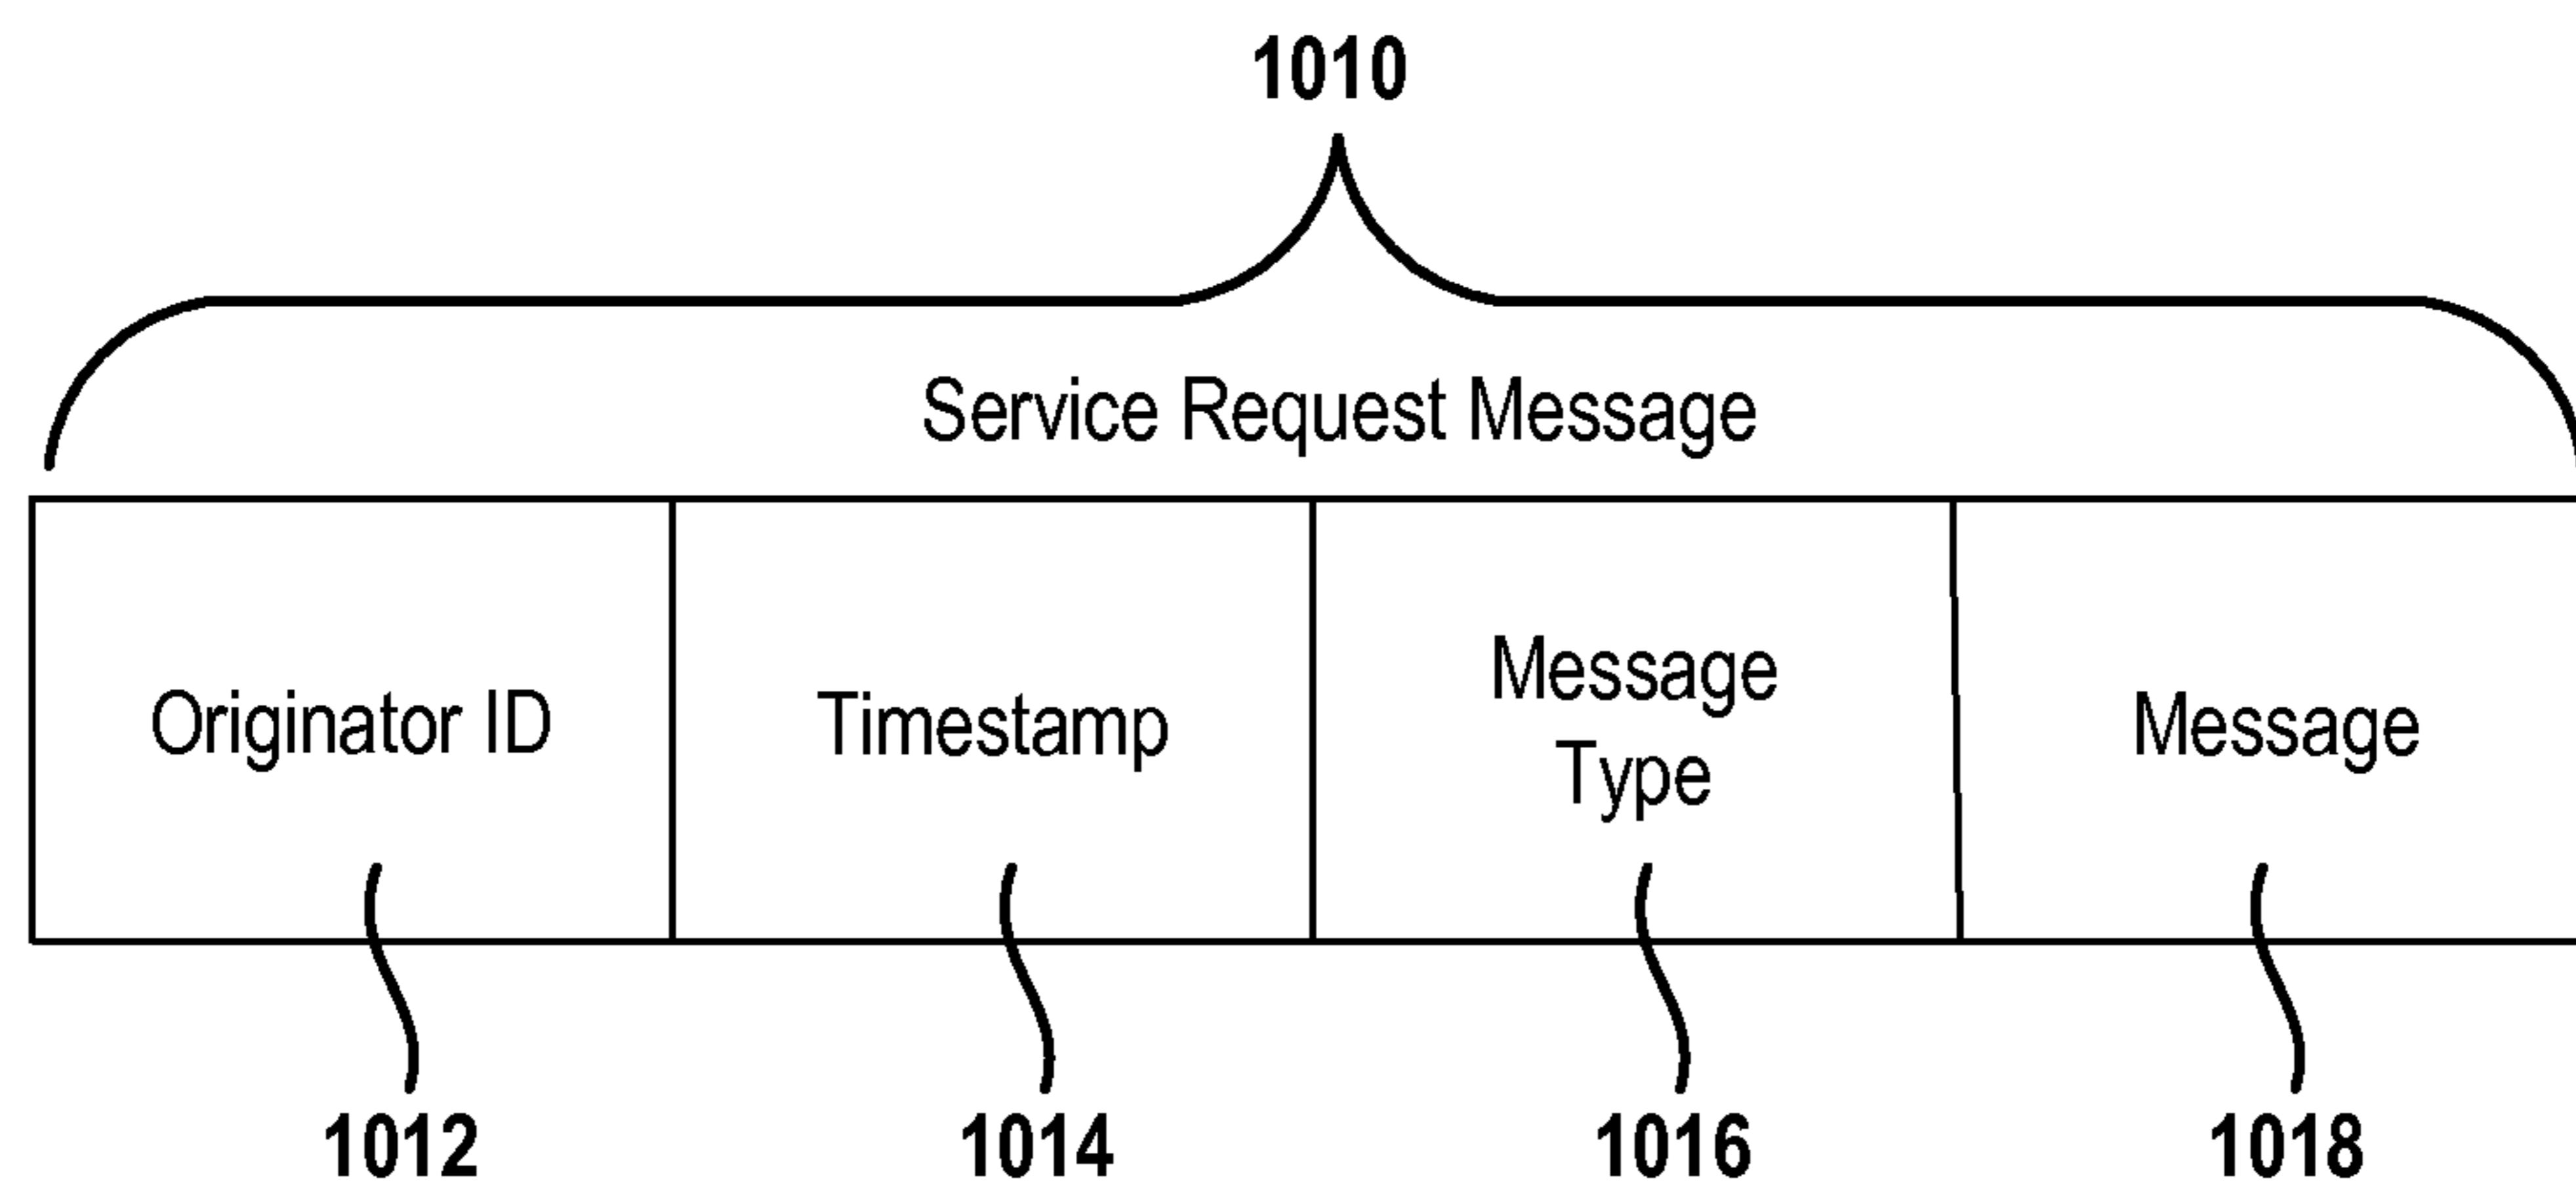 1010
Service Request Message
Originator ID
Timestamp
Message
Type
Message
1012
1014
1016
1018